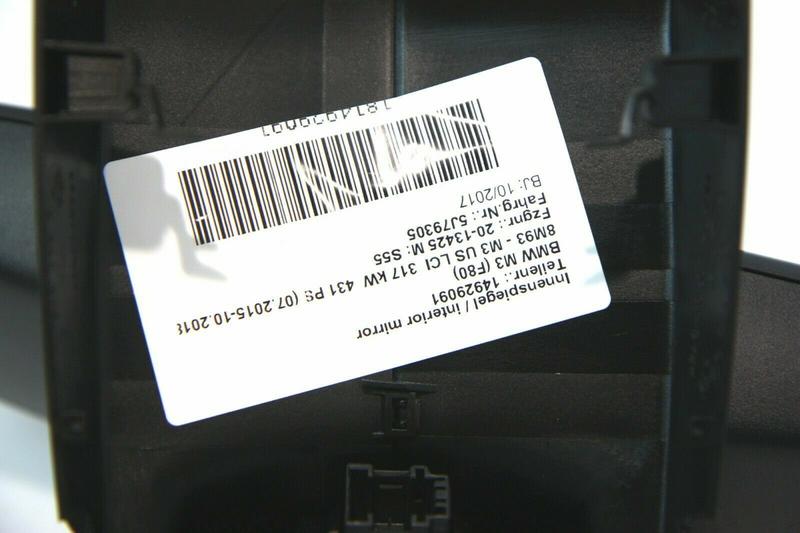 Innenspiegel / interior mirror
Teilenr.: 14929091
BMW M3 (F80)
8M93 - M3 US LCI 317 kW 431 PS (07.2015-10.2018
Fzgnr.: 20-13425 M: S55
Fahrg.Nr.: 5J79305
BJ: 10/2017
1814929091